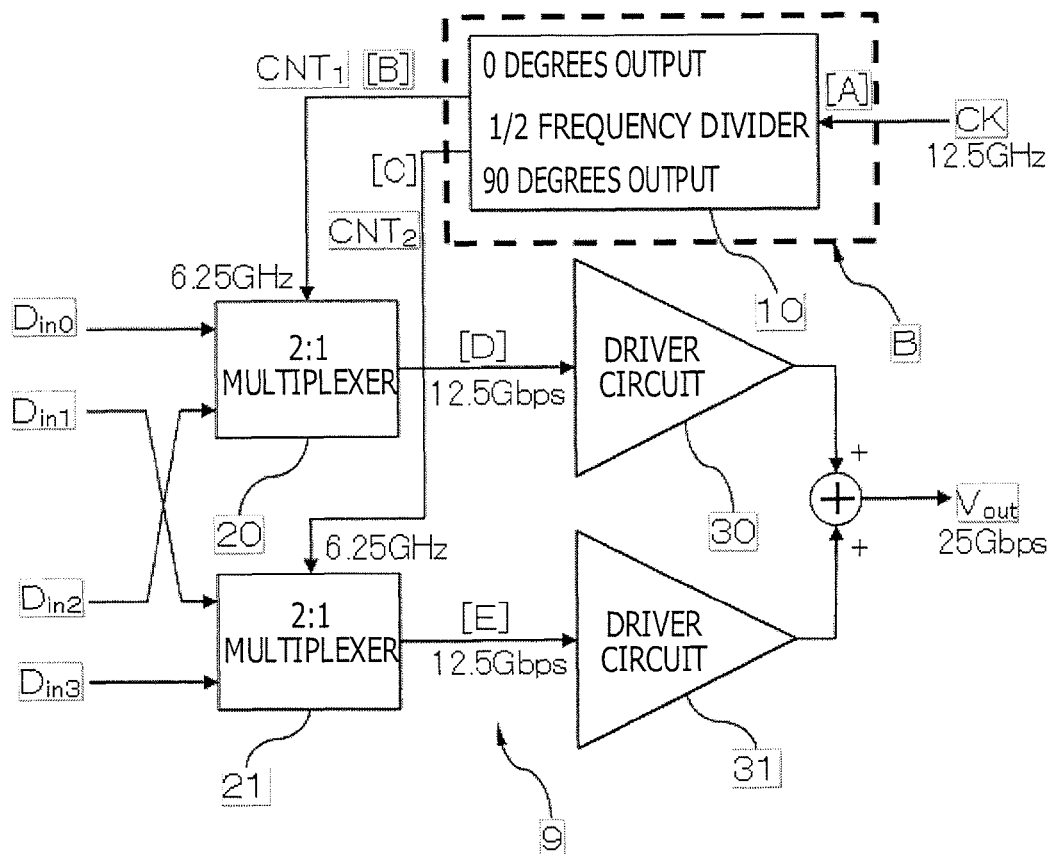 CNT1 [B]
0 DEGREES OUTPUT
[A]
1/2 FREQUENCY DIVIDER
CK
12.5GHz
[C]
90 DEGREES OUTPUT
CNT2
6.25GHz
10
B
Din0
2:1
MULTIPLEXER
[D]
12.5Gbps
DRIVER
CIRCUIT
Din1
+
20
30
+
Vout
25Gbps
6.25GHz
+
Din2
2:1
MULTIPLEXER
[E]
12.5Gbps
DRIVER
CIRCUIT
Din3
21
31
9